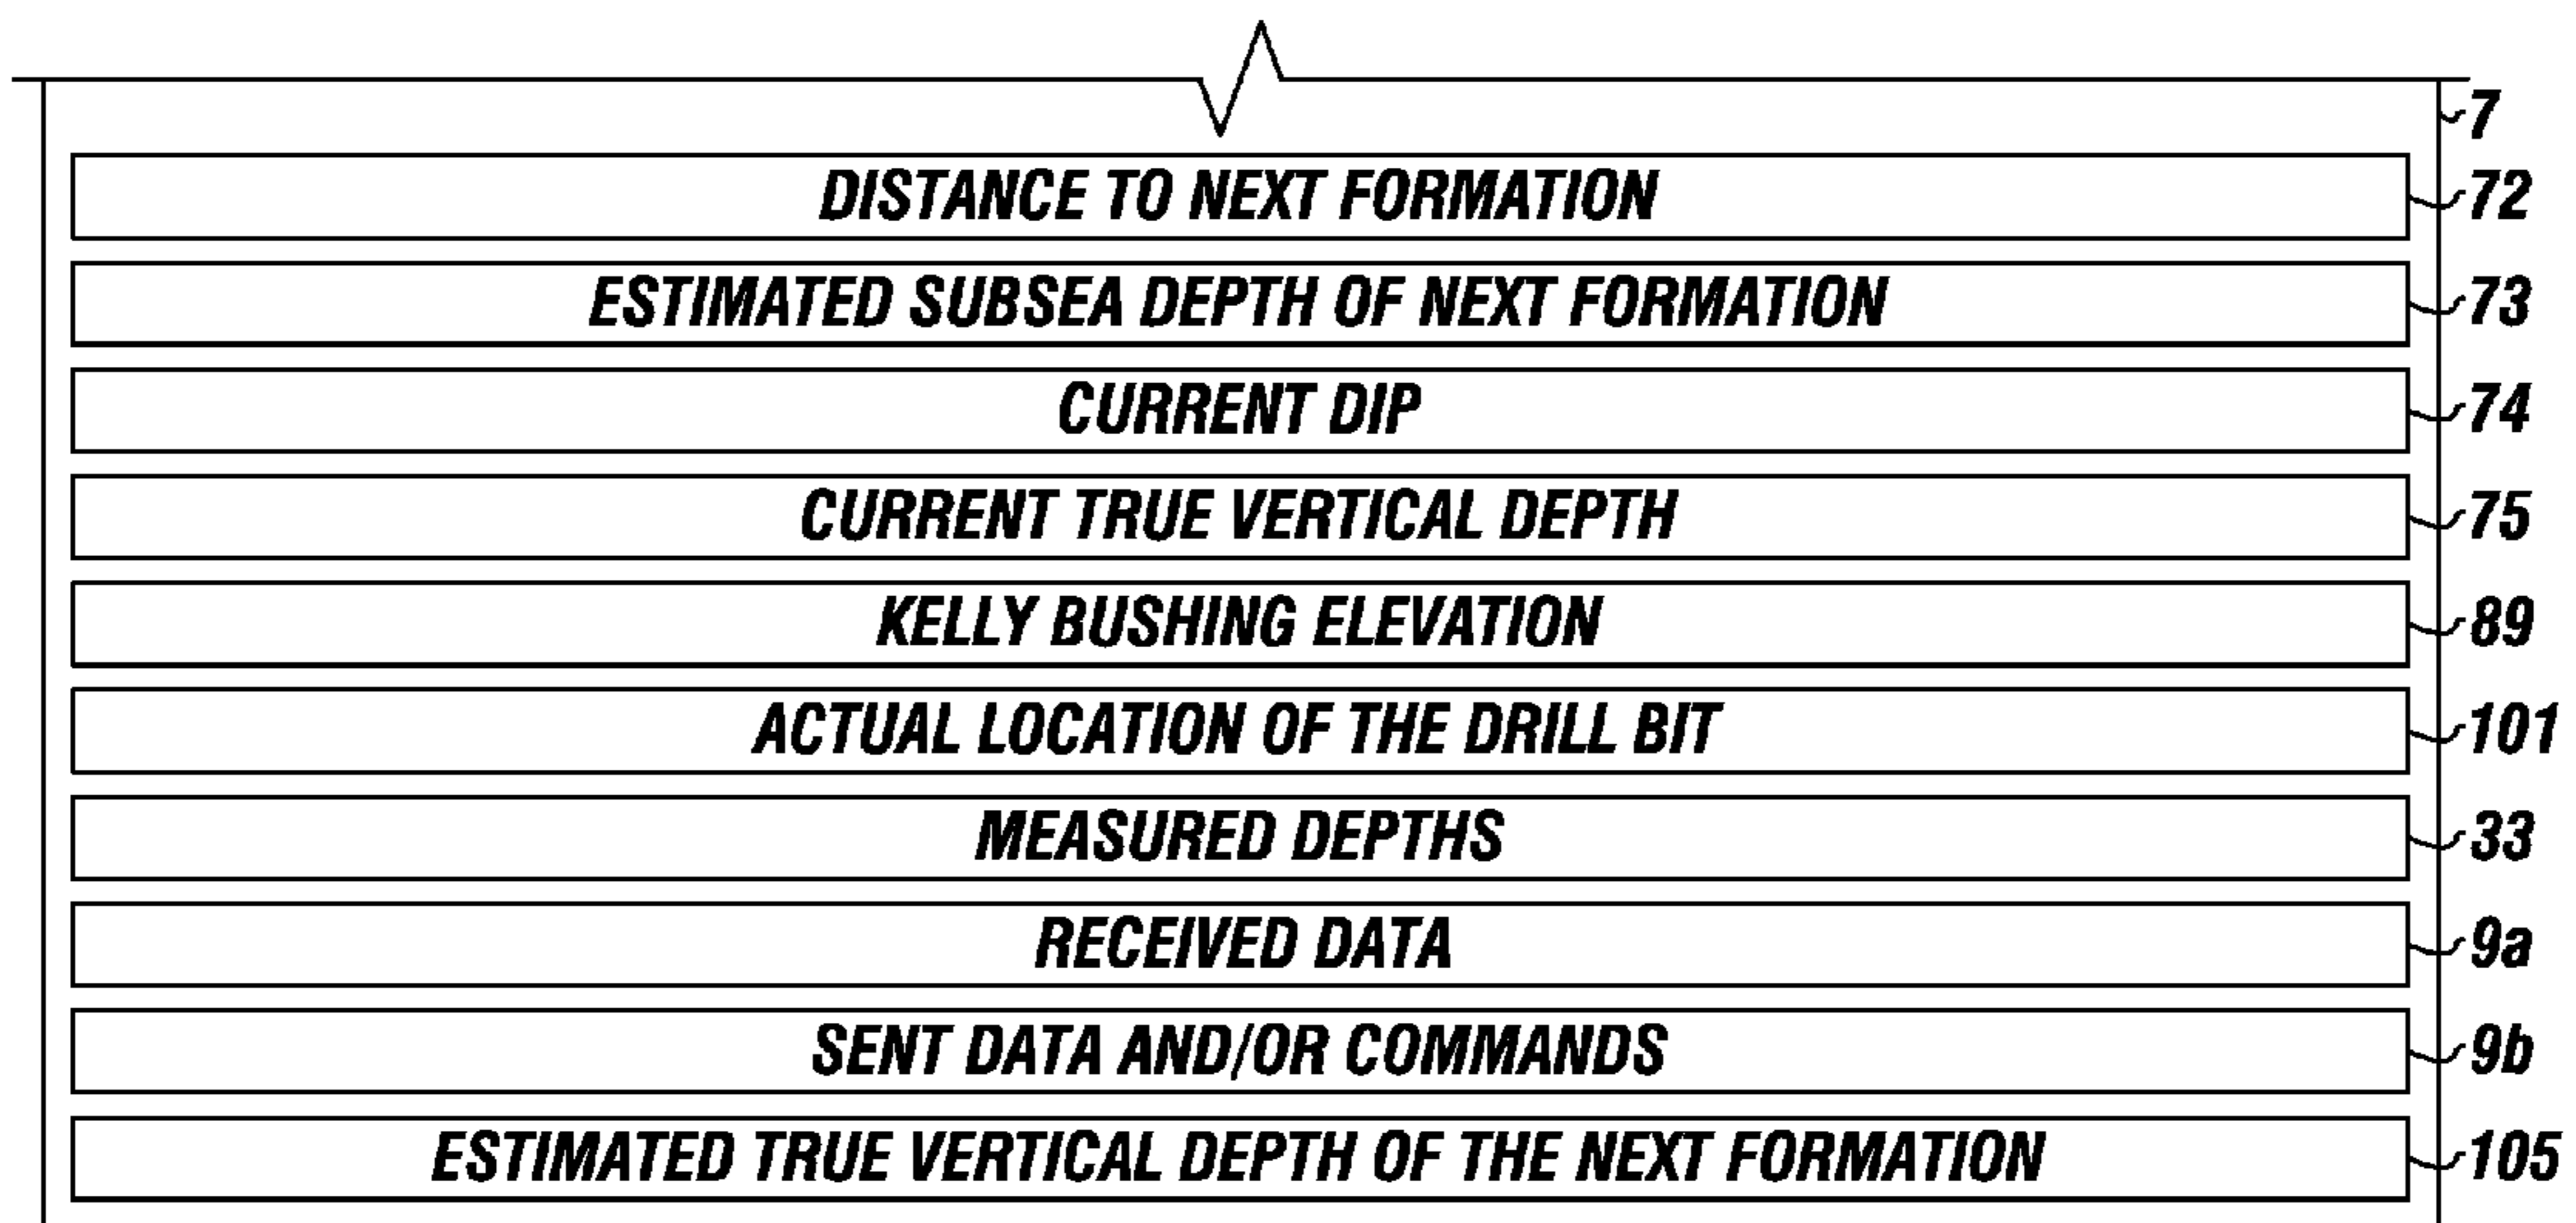 7
DISTANCE TO NEXT FORMATION 72
ESTIMATED SUBSEA DEPTH OF NEXT FORMATION 73
CURRENT DIP 74
CURRENT TRUE VERTICAL DEPTH 75
KELLY BUSHING ELEVATION 89
ACTUAL LOCATION OF THE DRILL BIT 101
MEASURED DEPTHS 33
RECEIVED DATA 9a
SENT DATA AND/OR COMMANDS 9b
ESTIMATED TRUE VERTICAL DEPTH OF THE NEXT FORMATION 105